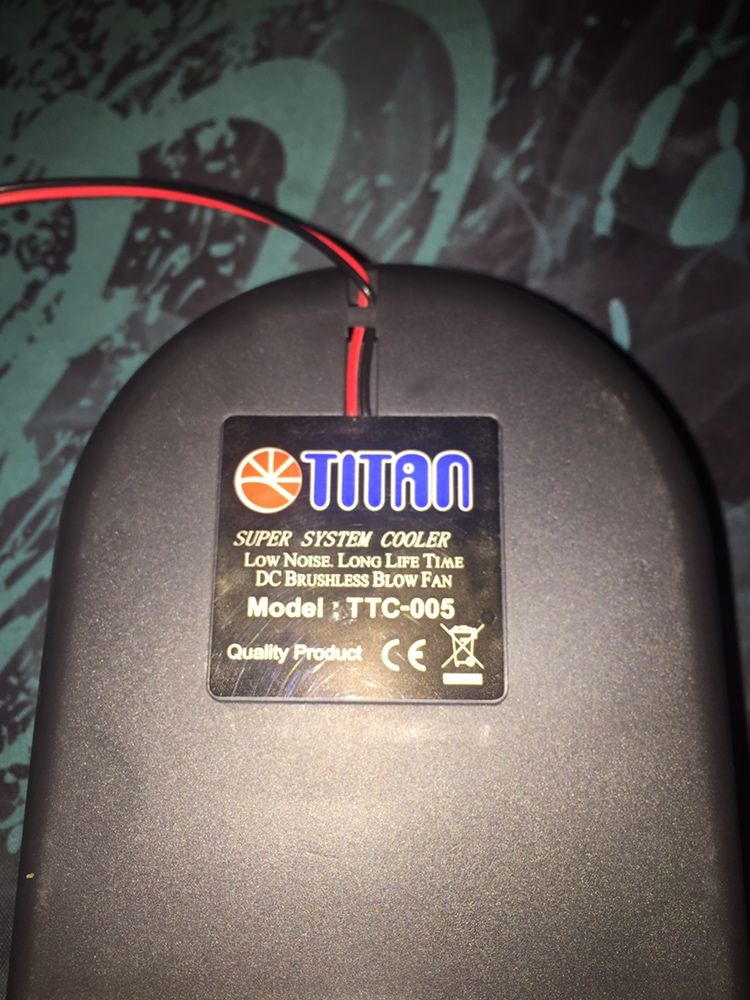 TITAN
SUPER SYSTEM COOLER
LOW NOISE. LONG LIFE TIME
DC BRUSHLESS BLOW FAN
Model : TTC-005
Quality Product CE